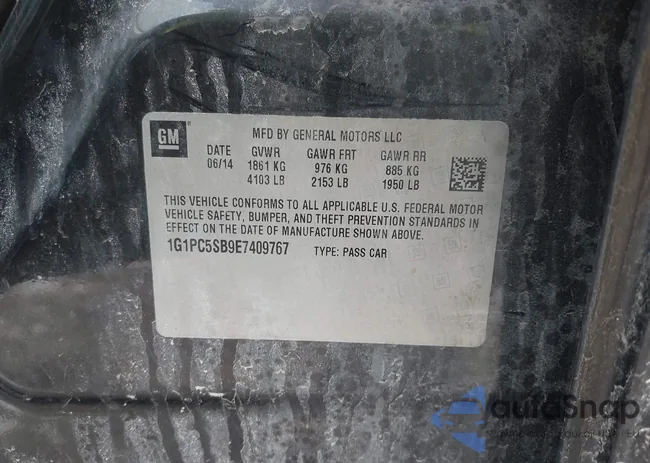 GM
MFD BY GENERAL MOTORS LLC
DATE GVWR GAWR FRT GAWR RR
06/14 1861 KG 976 KG 885 KG
4103 LB 2153 LB 1950 LB
THIS VEHICLE CONFORMS TO ALL APPLICABLE U.S. FEDERAL MOTOR
VEHICLE SAFETY, BUMPER, AND THEFT PREVENTION STANDARDS IN
EFFECT ON THE DATE OF MANUFACTURE SHOWN ABOVE.
1G1PC5SB9E7409767 TYPE: PASS CAR
autoSnap